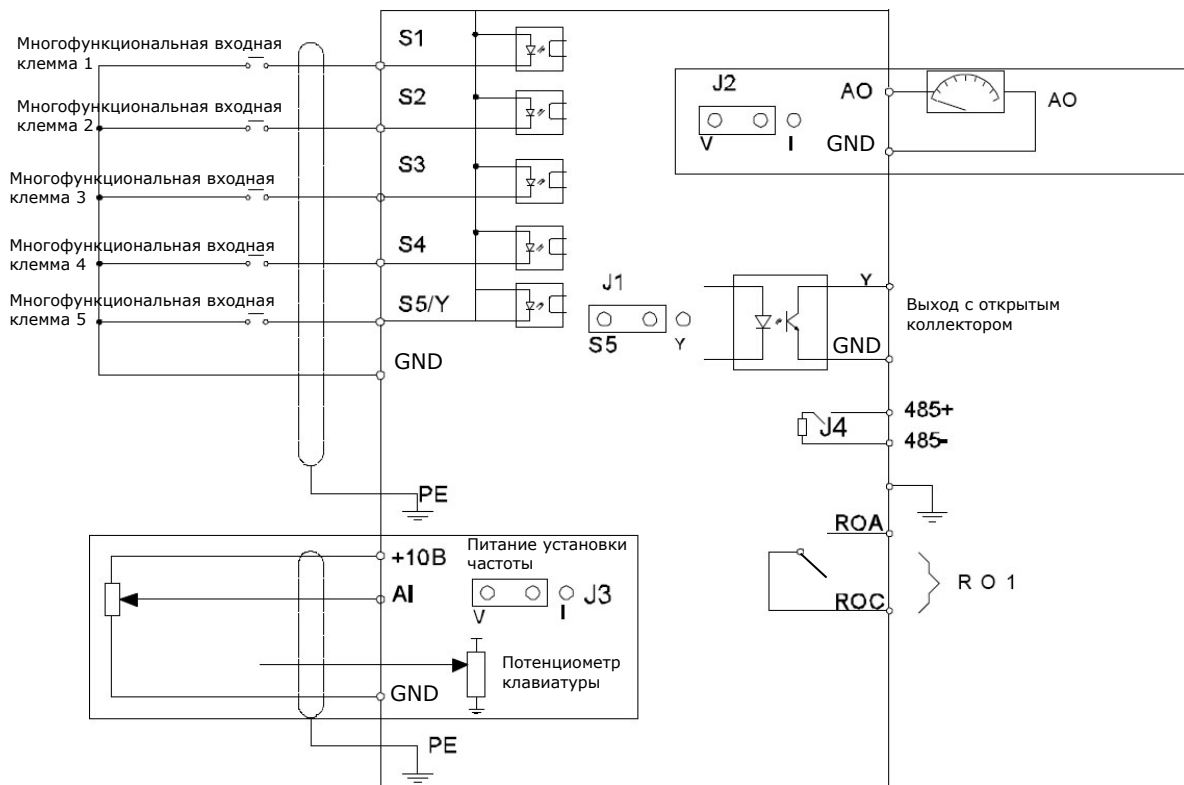 Многофункциональная входная
клемма 1
S1
Многофункциональная входная
клемма 2
S2
Многофункциональная входная
клемма 3
S3
Многофункциональная входная
клемма 4
S4
Многофункциональная входная
клемма 5
S5/Y
GND
PE
J2
V I
AO
AO
GND
J1
S5 Y
Y
GND
Выход с открытым
коллектором
J4
485+
485-
ROA
ROC
R O 1
+10В
AI
Питание установки
частоты
J3
V I
Потенциометр
клавиатуры
GND
PE